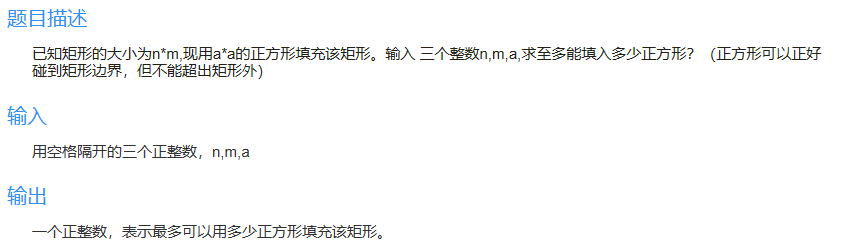 题目描述
已知矩形的大小为n*m,现用a*a的正方形填充该矩形。输入 三个整数n,m,a,求至多能填入多少正方形？（正方形可以正好
碰到矩形边界，但不能超出矩形外）
输入
用空格隔开的三个正整数，n,m,a
输出
一个正整数，表示最多可以用多少正方形填充该矩形。